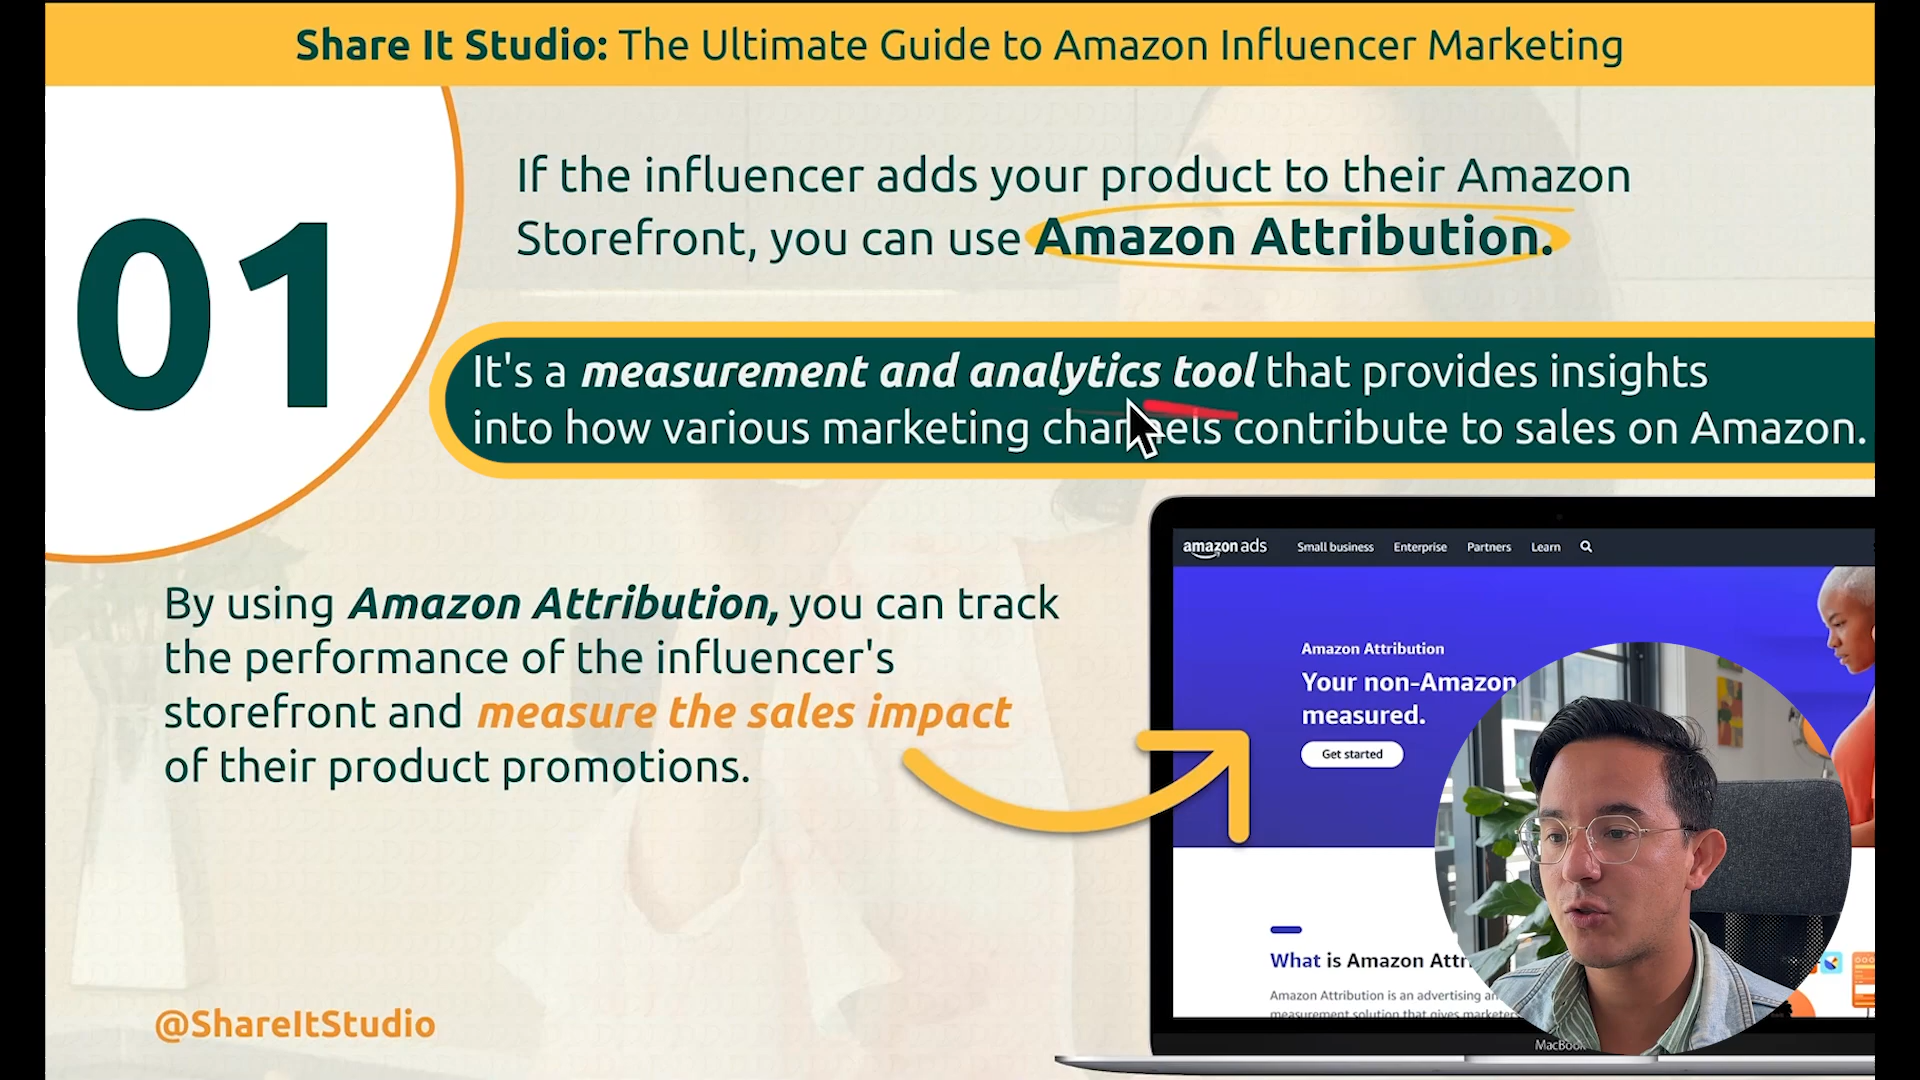 Share It Studio: The Ultimate Guide to Amazon Influencer Marketing
01
If the influencer adds your product to their Amazon
Storefront, you can use Amazon Attribution.
It's a measurement and analytics tool that provides insights
into how various marketing channels contribute to sales on Amazon.
By using Amazon Attribution, you can track
the performance of the influencer's
storefront and measure the sales impact
of their product promotions.
amazon ads Small business Enterprise Partners Learn
Amazon Attribution
Your non-Amazon
measured.
Get started
What is Amazon
Amazon Attribution is an advertising
measurement solution that gives
MacBook
@ShareItStudio